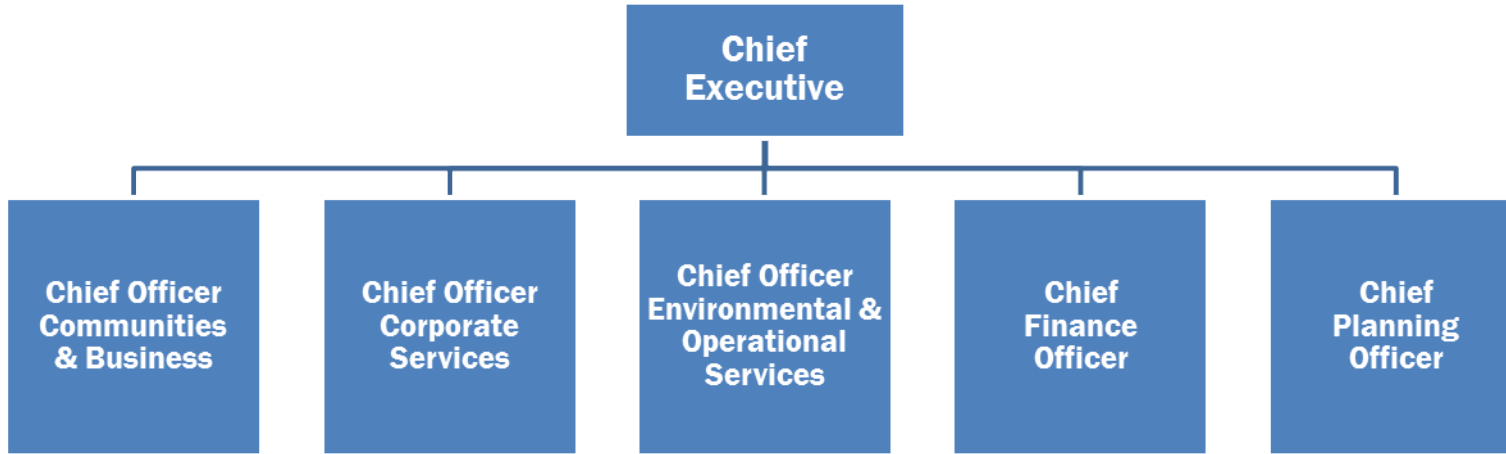 Chief
Executive
Chief Officer
Communities
& Business
Chief Officer
Corporate
Services
Chief Officer
Environmental &
Operational
Services
Chief
Finance
Officer
Chief
Planning
Officer